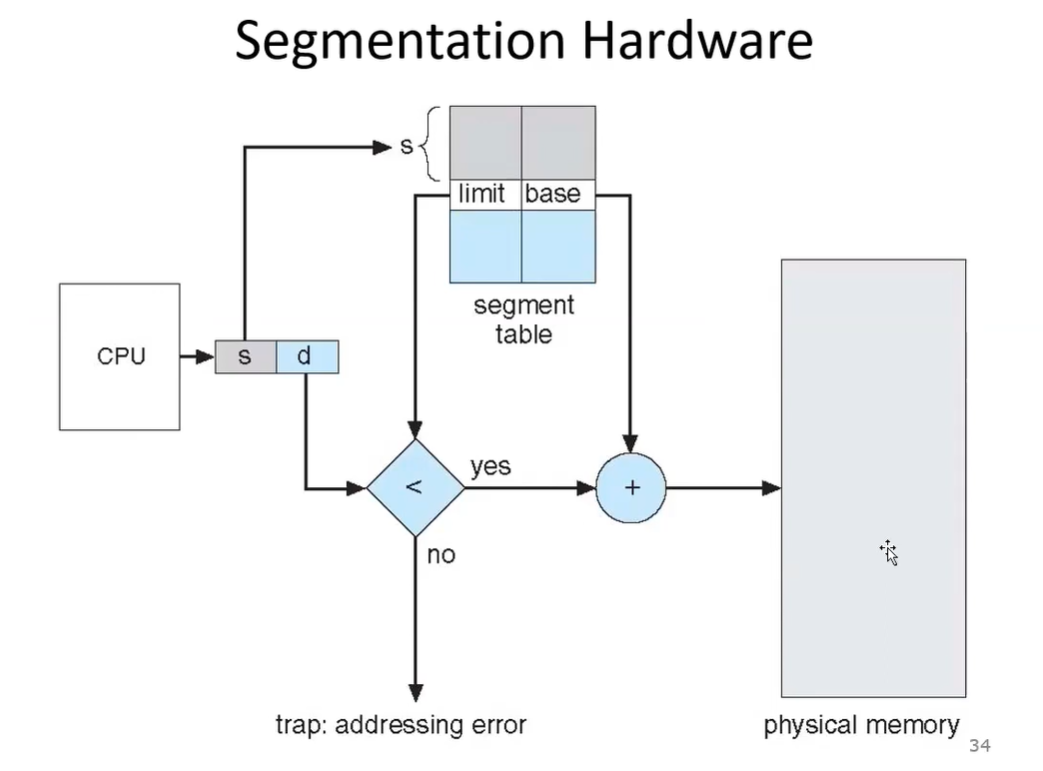 Segmentation Hardware
s
limit base
segment
table
CPU
s d
<
yes
+
no
trap: addressing error
physical memory
34